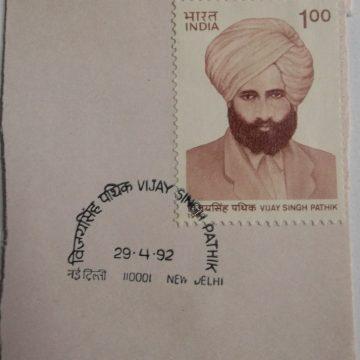 भारत 1.00
INDIA
विजयसिंह पथिक VIJAY SINGH PATHIK
विजयसिंह पथिक VIJAY SINGH PATHIK
29·4·92
नई दिल्ली 110001 NEW DELHI